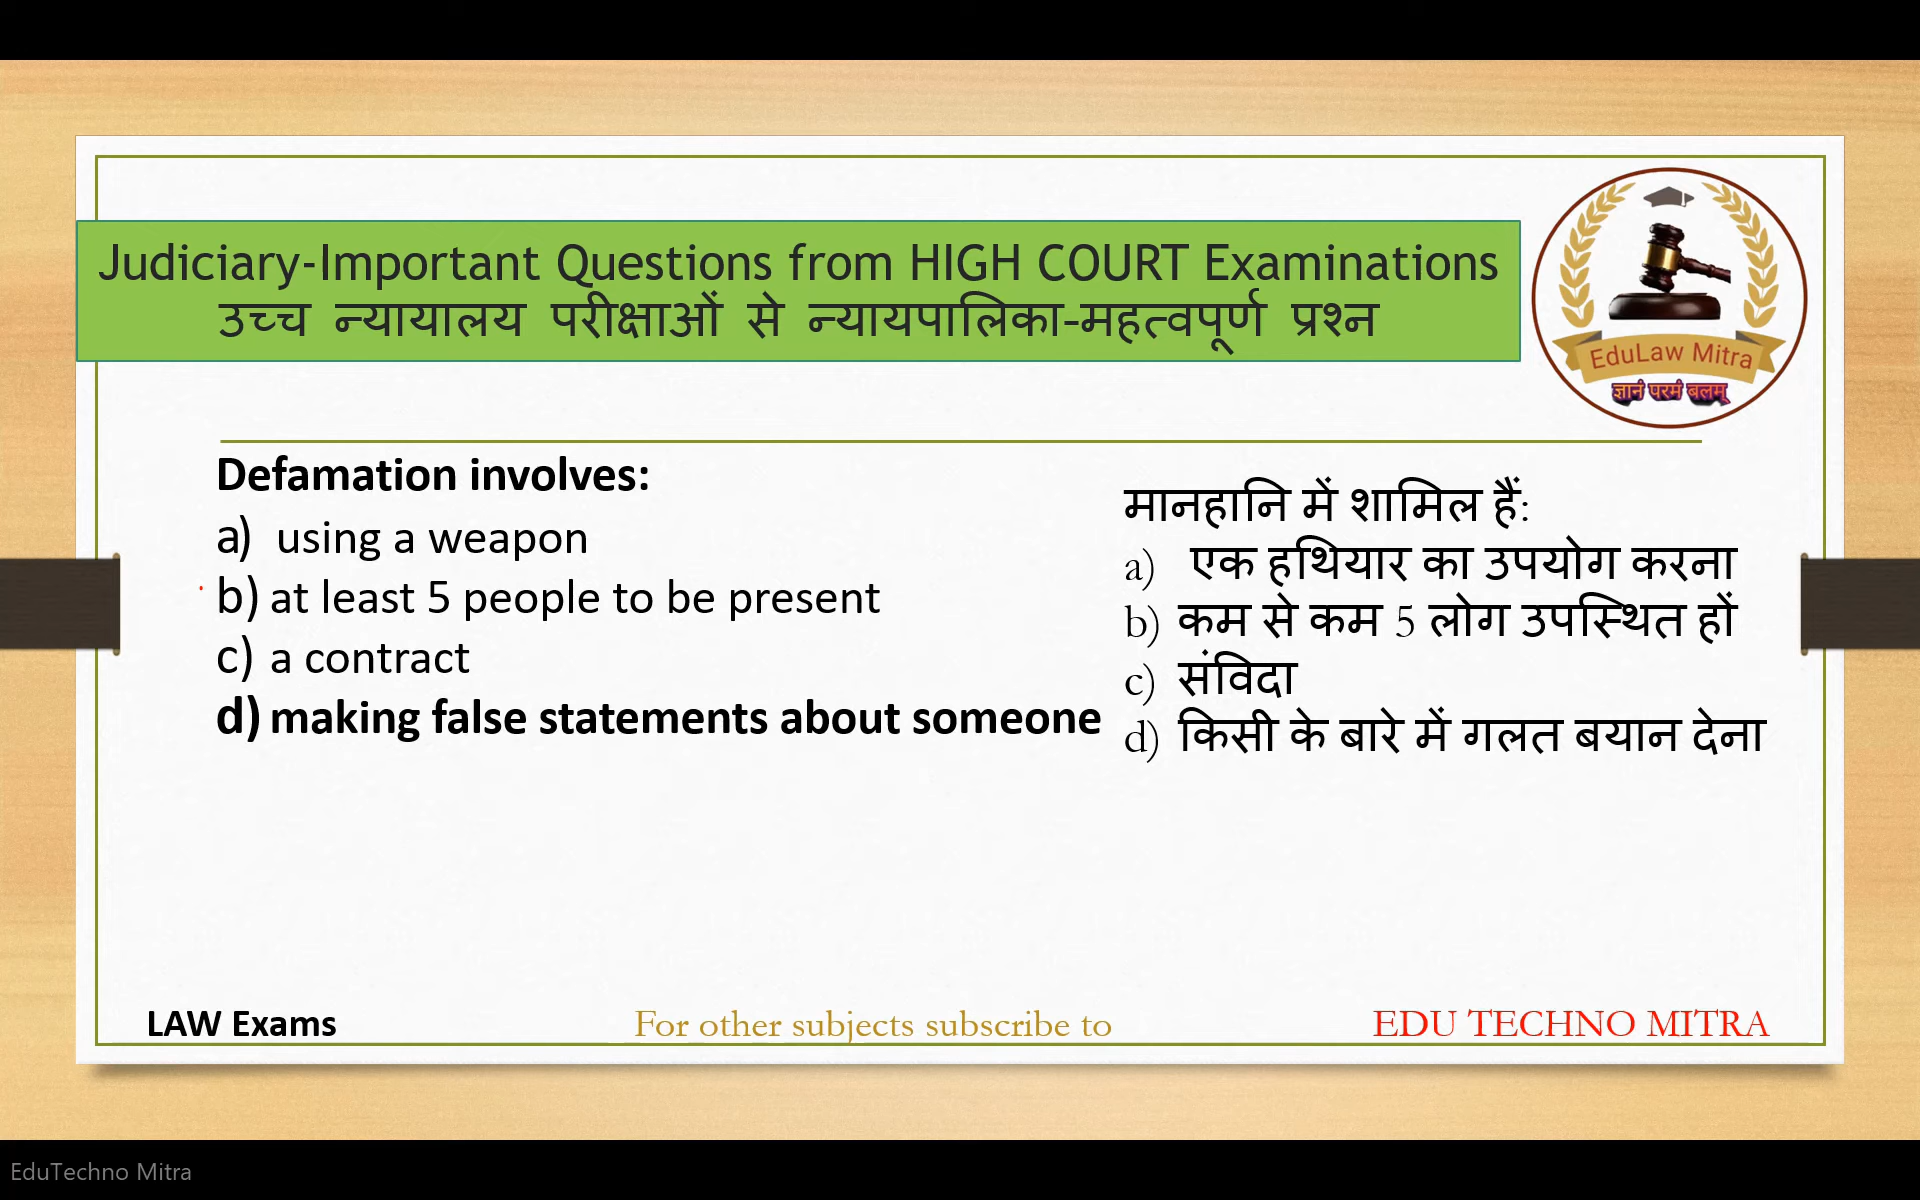 Judiciary-Important Questions from HIGH COURT Examinations
उच्च न्यायालय परीक्षाओं से न्यायपालिका-महत्वपूर्ण प्रश्न
EduLaw Mitra
ज्ञानं परमं बलम्
Defamation involves:
a) using a weapon
b) at least 5 people to be present
c) a contract
d) making false statements about someone
मानहानि में शामिल हैं:
a) एक हथियार का उपयोग करना
b) कम से कम 5 लोग उपस्थित हों
c) संविदा
d) किसी के बारे में गलत बयान देना
LAW Exams
For other subjects subscribe to
EDU TECHNO MITRA
EduTechno Mitra